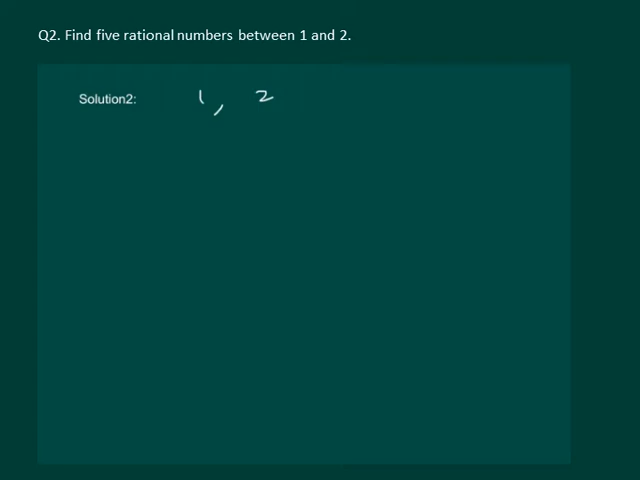 Q2. Find five rational numbers between 1 and 2.
Solution2: 1, 2